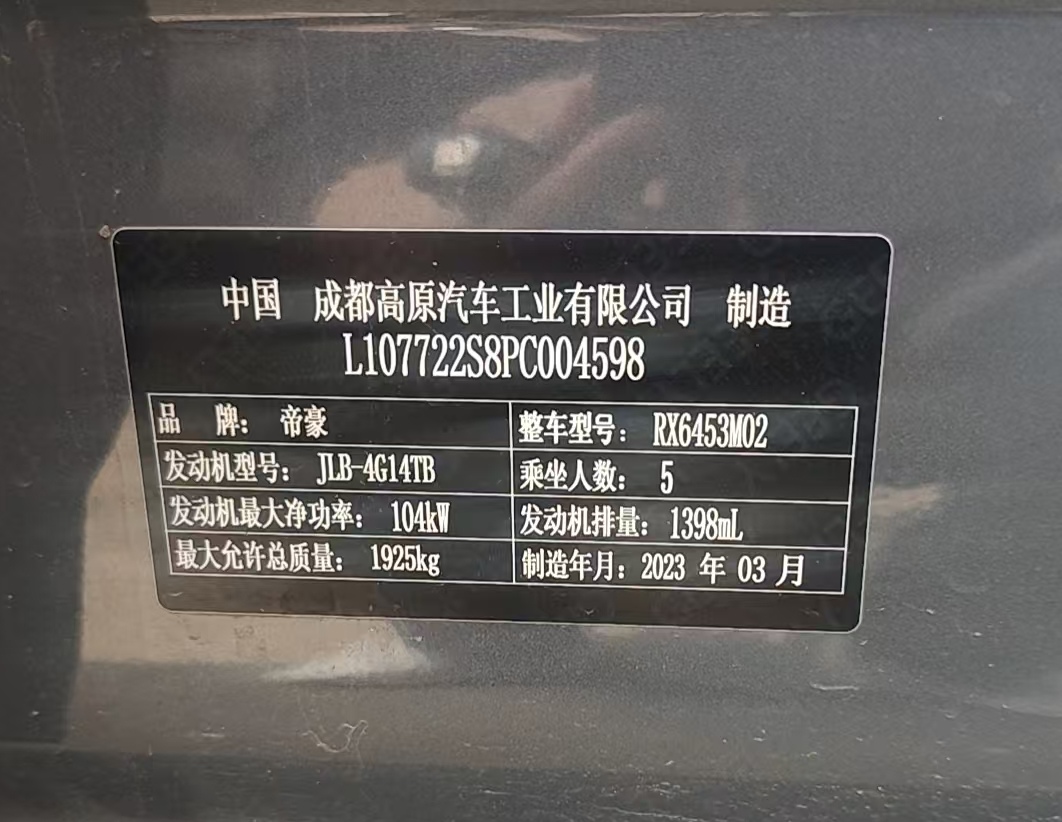 中国 成都高原汽车工业有限公司 制造
L107722S8PC004598
品 牌: 帝豪 整车型号: RX6453M02
发动机型号: JLB-4G14TB 乘坐人数: 5
发动机最大净功率: 104kW 发动机排量: 1398mL
最大允许总质量: 1925kg 制造年月: 2023 年 03 月